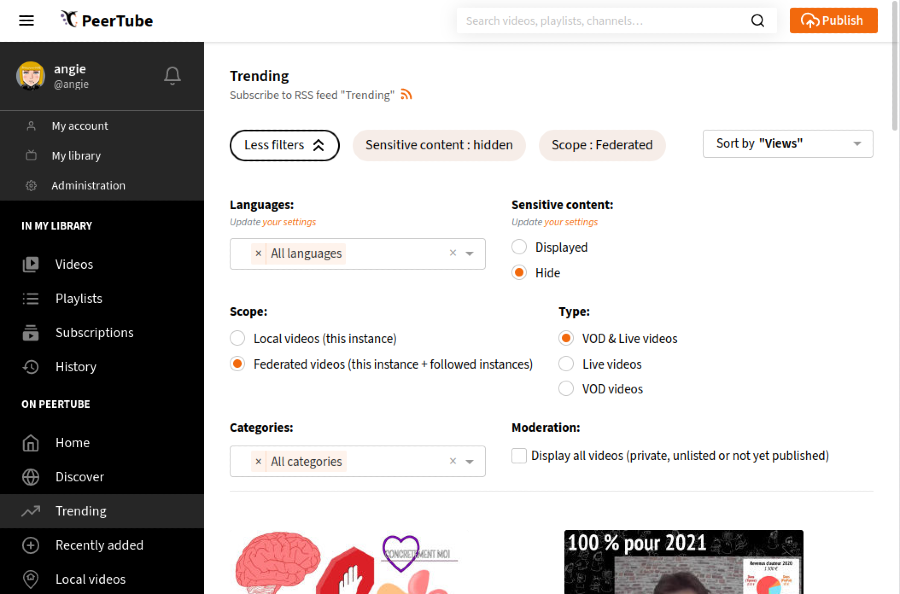 PeerTube
Search videos, playlists, channels…
Publish
angie
@angie
My account
My library
Administration
IN MY LIBRARY
Videos
Playlists
Subscriptions
History
ON PEERTUBE
Home
Discover
Trending
Recently added
Local videos
Trending
Subscribe to RSS feed "Trending"
Less filters
Sensitive content : hidden
Scope : Federated
Sort by "Views"
Languages:
Update your settings
× All languages ×
Sensitive content:
Update your settings
Displayed
Hide
Scope:
Local videos (this instance)
Federated videos (this instance + followed instances)
Type:
VOD & Live videos
Live videos
VOD videos
Categories:
× All categories ×
Moderation:
Display all videos (private, unlisted or not yet published)
CONCRÈTEMENT MOI
100 % pour 2021